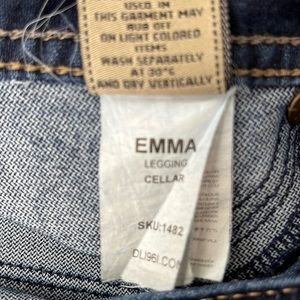 USED IN
THIS GARMENT MAY
RUB OFF
ON LIGHT COLORED
ITEMS
WASH SEPARATELY
AT 30°C
AND DRY VERTICALLY
EMMA
LEGGING
CELLAR
SKU:1482
DLI961.COM